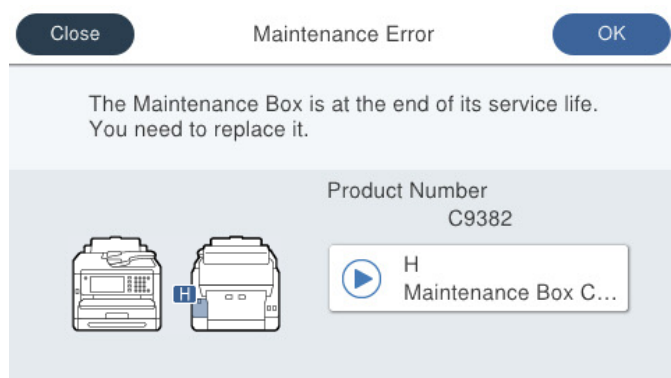 Close
Maintenance Error
OK
The Maintenance Box is at the end of its service life.
You need to replace it.
Product Number
C9382
H
H
Maintenance Box C...